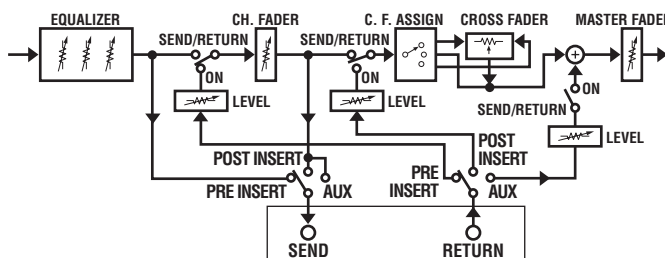 EQUALIZER
CH. FADER
C. F. ASSIGN
CROSS FADER
MASTER FADER
SEND/RETURN
SEND/RETURN
ON
ON
ON
LEVEL
LEVEL
SEND/RETURN
LEVEL
POST INSERT
POST
INSERT
PRE INSERT
AUX
PRE
INSERT
AUX
SEND
RETURN